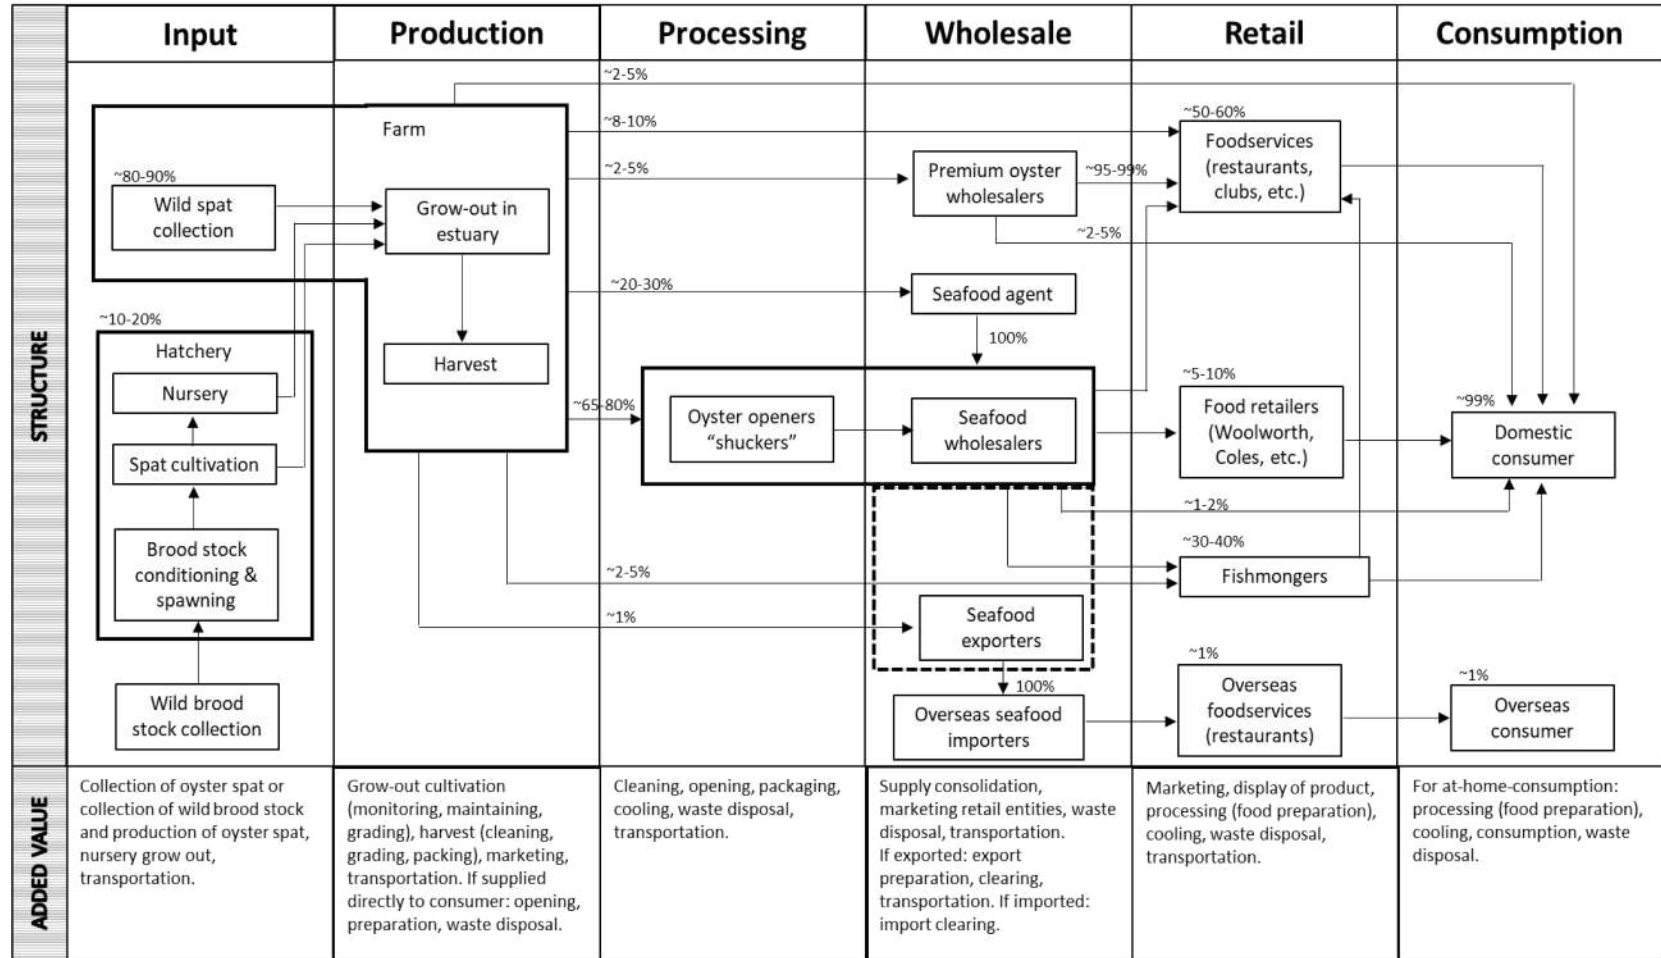 Input
Production
Processing
Wholesale
Retail
Consumption
STRUCTURE
~80-90%
Wild spat
collection
~10-20%
Hatchery
Nursery
Spat cultivation
Brood stock
conditioning &
spawning
Wild brood
stock collection
Farm
Grow-out in
estuary
Harvest
~2-5%
~8-10%
~2-5%
~20-30%
~65-80%
~2-5%
~1%
Oyster openers
“shuckers”
Premium oyster
wholesalers
~95-99%
~2-5%
Seafood agent
100%
Seafood
wholesalers
~1-2%
Seafood
exporters
100%
Overseas seafood
importers
~50-60%
Foodservices
(restaurants,
clubs, etc.)
~5-10%
Food retailers
(Woolworth,
Coles, etc.)
~30-40%
Fishmongers
~1%
Overseas
foodservices
(restaurants)
~99%
Domestic
consumer
~1%
Overseas
consumer
ADDED VALUE
Collection of oyster spat or
collection of wild brood stock
and production of oyster spat,
nursery grow out,
transportation.
Grow-out cultivation
(monitoring, maintaining,
grading), harvest (cleaning,
grading, packing), marketing,
transportation. If supplied
directly to consumer: opening,
preparation, waste disposal.
Cleaning, opening, packaging,
cooling, waste disposal,
transportation.
Supply consolidation,
marketing retail entities, waste
disposal, transportation.
If exported: export
preparation, clearing,
transportation. If imported:
import clearing.
Marketing, display of product,
processing (food preparation),
cooling, waste disposal,
transportation.
For at-home-consumption:
processing (food preparation),
cooling, consumption, waste
disposal.